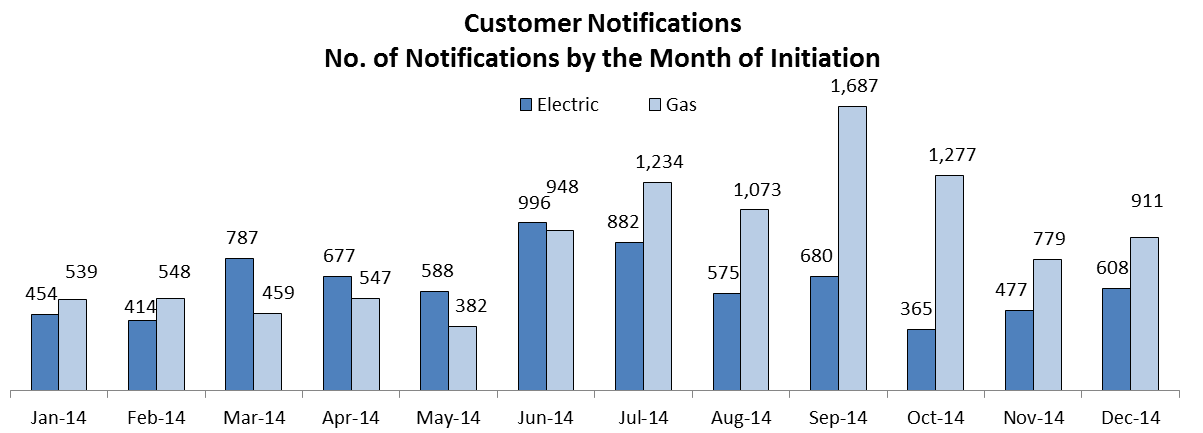 Customer Notifications
No. of Notifications by the Month of Initiation
Electric Gas
454 539 414 548 787 459 677 547 588 382 996 948 882 1,234 575 1,073 680 1,687 365 1,277 477 779 608 911
Jan-14 Feb-14 Mar-14 Apr-14 May-14 Jun-14 Jul-14 Aug-14 Sep-14 Oct-14 Nov-14 Dec-14